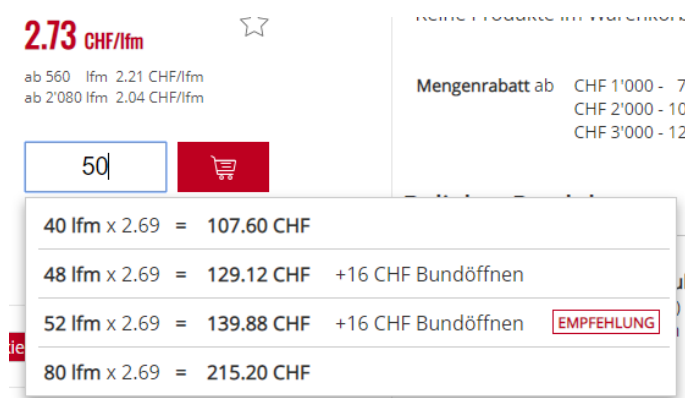 2.73 CHF/lfm
ab 560 lfm 2.21 CHF/lfm
ab 2'080 lfm 2.04 CHF/lfm
Mengenrabatt ab CHF 1'000 - 7
CHF 2'000 - 10
CHF 3'000 - 12
50
40 lfm x 2.69 = 107.60 CHF
48 lfm x 2.69 = 129.12 CHF +16 CHF Bundöffnen
52 lfm x 2.69 = 139.88 CHF +16 CHF Bundöffnen EMPFEHLUNG
80 lfm x 2.69 = 215.20 CHF